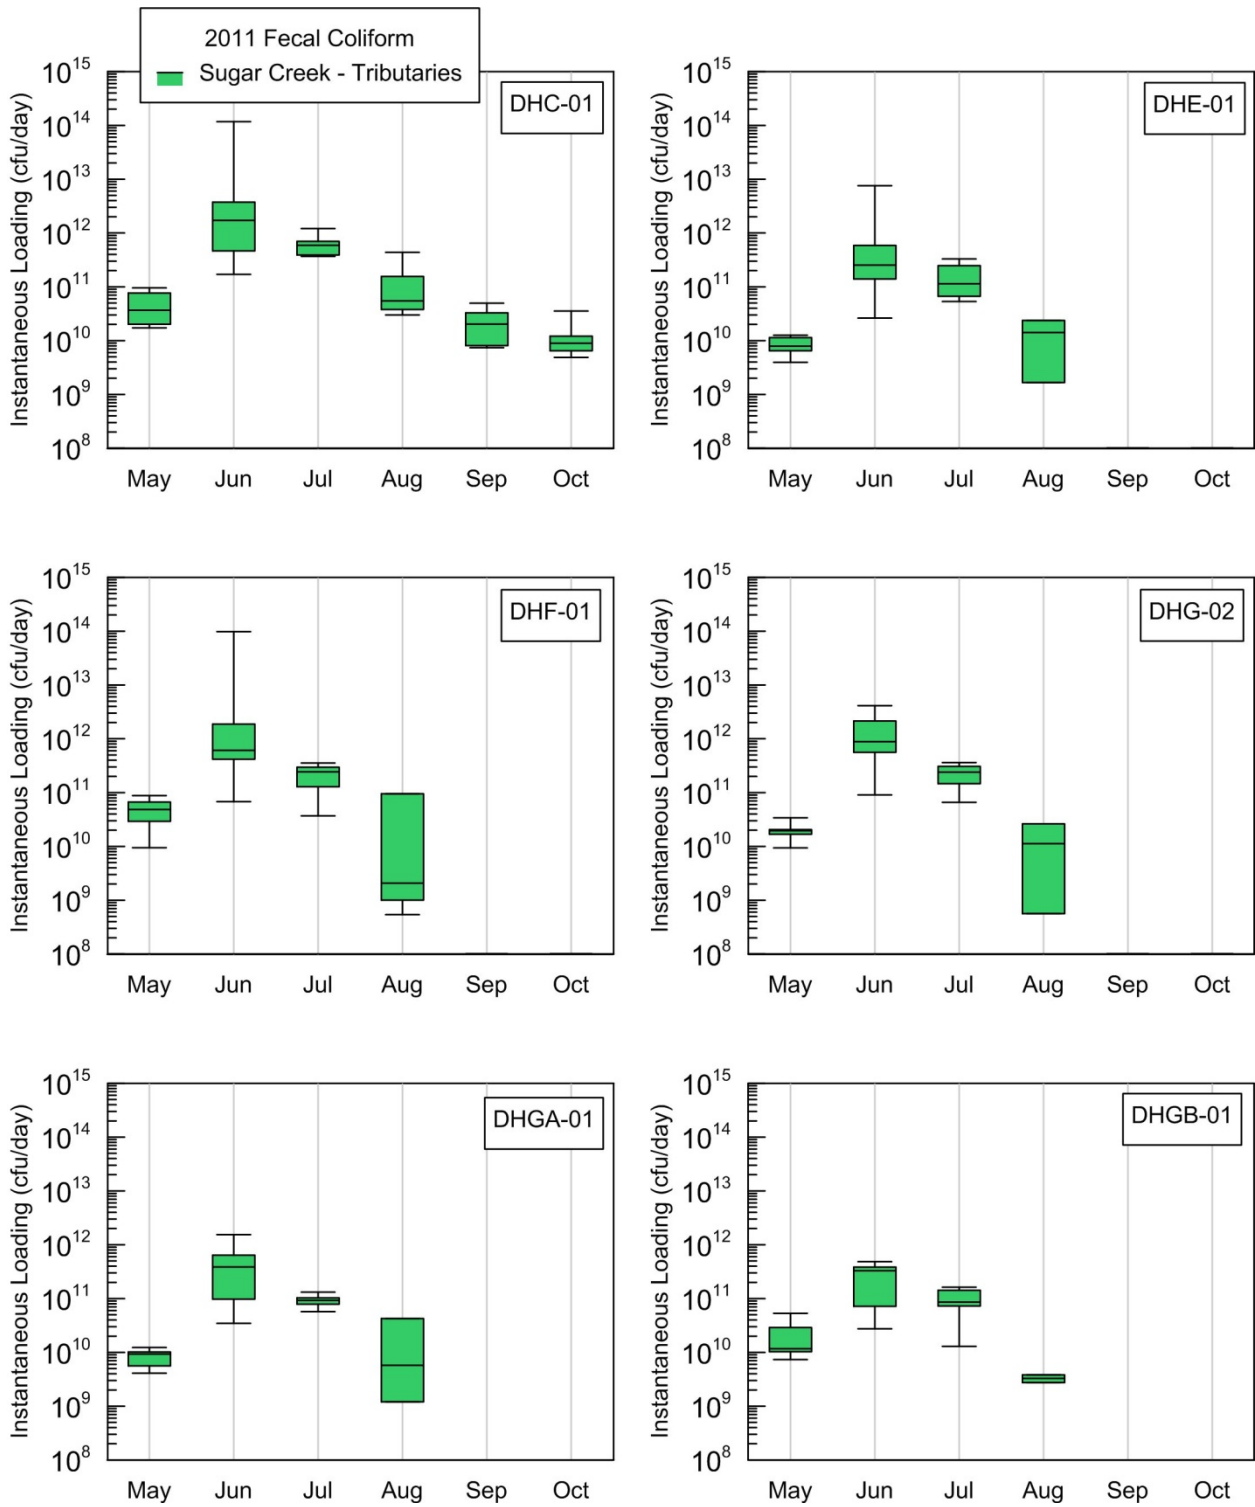 2011 Fecal Coliform
Sugar Creek - Tributaries
DHC-01
Instantaneous Loading (cfu/day)
10^15
10^14
10^13
10^12
10^11
10^10
10^9
10^8
May Jun Jul Aug Sep Oct
DHE-01
Instantaneous Loading (cfu/day)
10^15
10^14
10^13
10^12
10^11
10^10
10^9
10^8
May Jun Jul Aug Sep Oct
DHF-01
Instantaneous Loading (cfu/day)
10^15
10^14
10^13
10^12
10^11
10^10
10^9
10^8
May Jun Jul Aug Sep Oct
DHG-02
Instantaneous Loading (cfu/day)
10^15
10^14
10^13
10^12
10^11
10^10
10^9
10^8
May Jun Jul Aug Sep Oct
DHGA-01
Instantaneous Loading (cfu/day)
10^15
10^14
10^13
10^12
10^11
10^10
10^9
10^8
May Jun Jul Aug Sep Oct
DHGB-01
Instantaneous Loading (cfu/day)
10^15
10^14
10^13
10^12
10^11
10^10
10^9
10^8
May Jun Jul Aug Sep Oct